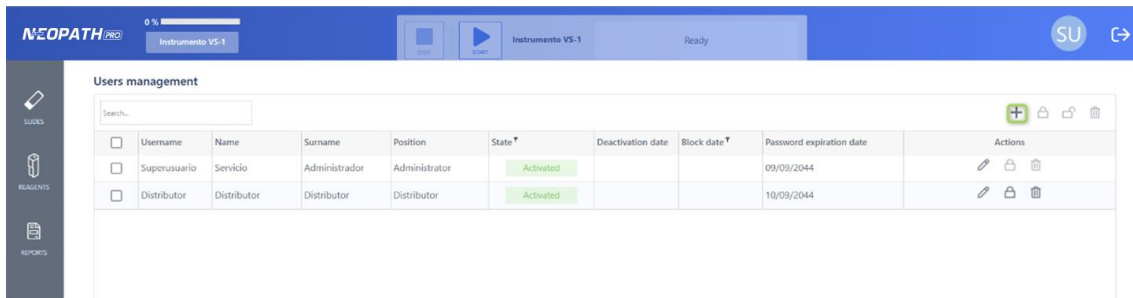 NEOPATH PRO
0 %
Instrumento VS-1
STOP
START
Instrumento VS-1
Ready
SU
SLIDES
REAGENTS
REPORTS
Users management
Search...
Username Name Surname Position State Deactivation date Block date Password expiration date Actions
Superusuario Servicio Administrador Administrator Activated 09/09/2044
Distributor Distributor Distributor Distributor Activated 10/09/2044